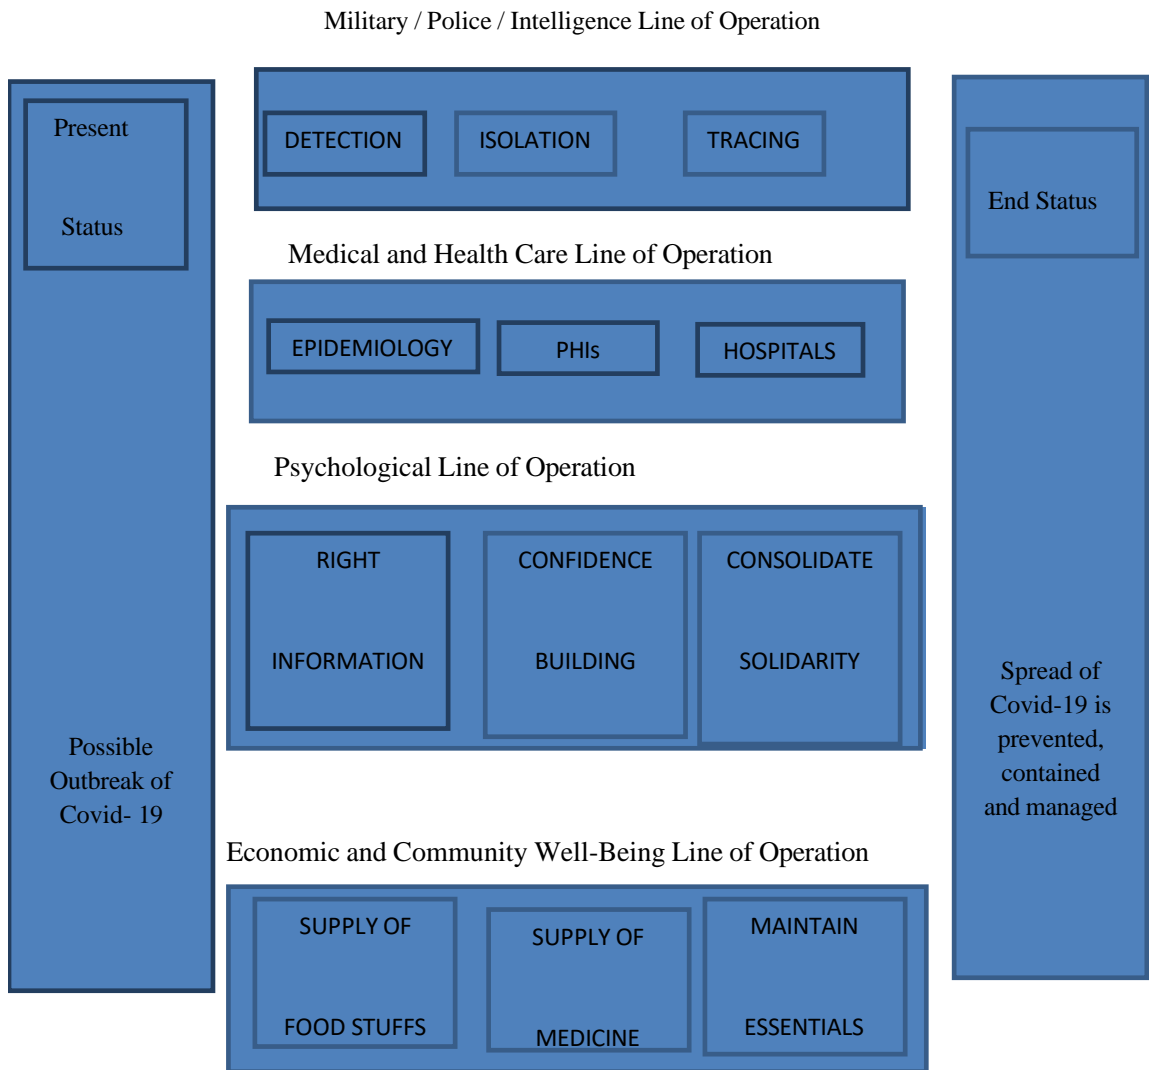 Military / Police / Intelligence Line of Operation
Present
Status
Possible
Outbreak of
Covid- 19
DETECTION
ISOLATION
TRACING
Medical and Health Care Line of Operation
EPIDEMIOLOGY
PHIs
HOSPITALS
Psychological Line of Operation
RIGHT
INFORMATION
CONFIDENCE
BUILDING
CONSOLIDATE
SOLIDARITY
Economic and Community Well-Being Line of Operation
SUPPLY OF
FOOD STUFFS
SUPPLY OF
MEDICINE
MAINTAIN
ESSENTIALS
End Status
Spread of
Covid-19 is
prevented,
contained
and managed